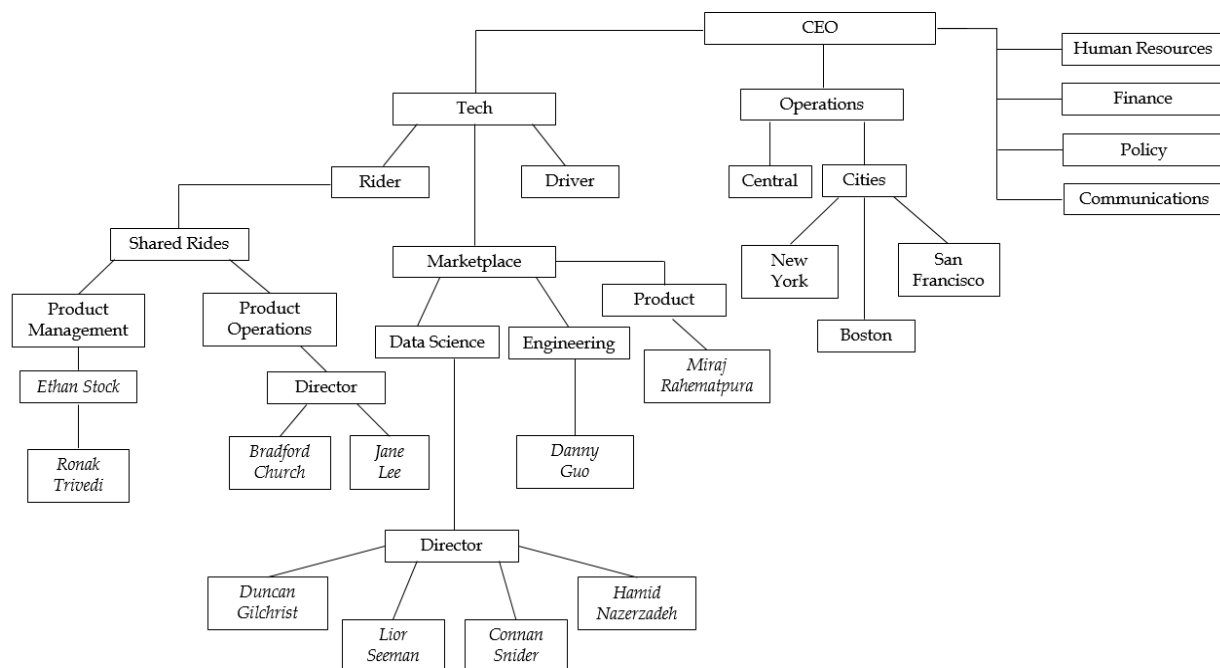 CEO
Human Resources
Finance
Policy
Communications
Tech
Operations
Rider
Driver
Central
Cities
Shared Rides
Marketplace
New
York
San
Francisco
Boston
Product
Management
Product
Operations
Data Science
Engineering
Product
Ethan Stock
Director
Miraj
Rahematpura
Ronak
Trivedi
Bradford
Church
Jane
Lee
Danny
Guo
Director
Duncan
Gilchrist
Lior
Seeman
Connan
Snider
Hamid
Nazerzadeh